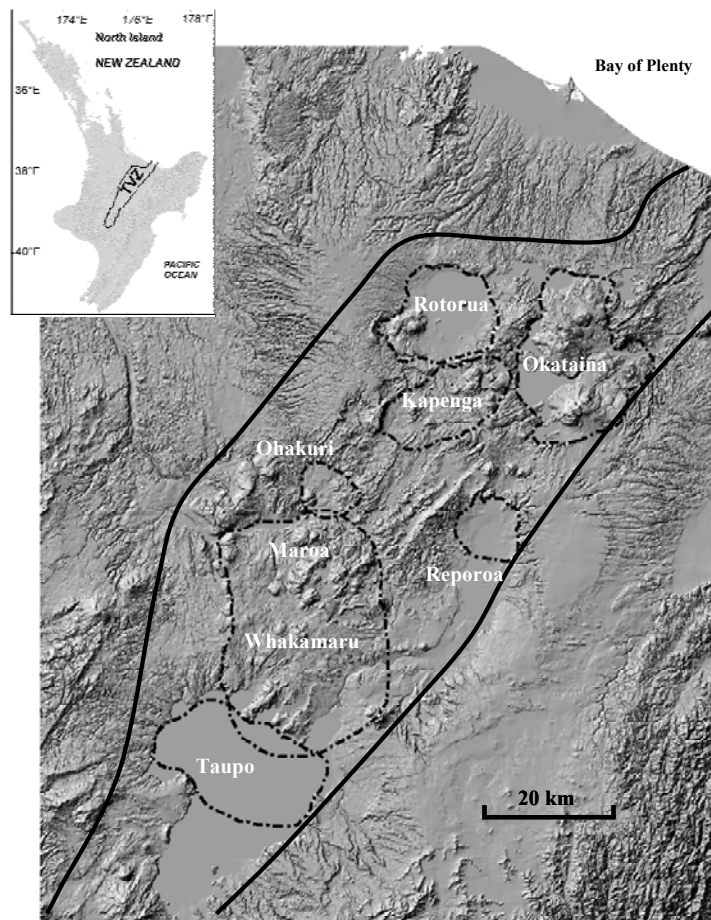 174°E 176°E 178°E
North Island
NEW ZEALAND
36°E
38°E
40°E
TVZ
PACIFIC
OCEAN
Bay of Plenty
Rotorua
Okataina
Kapenga
Ohakuri
Maroa
Reporoa
Whakamaru
Taupo
20 km